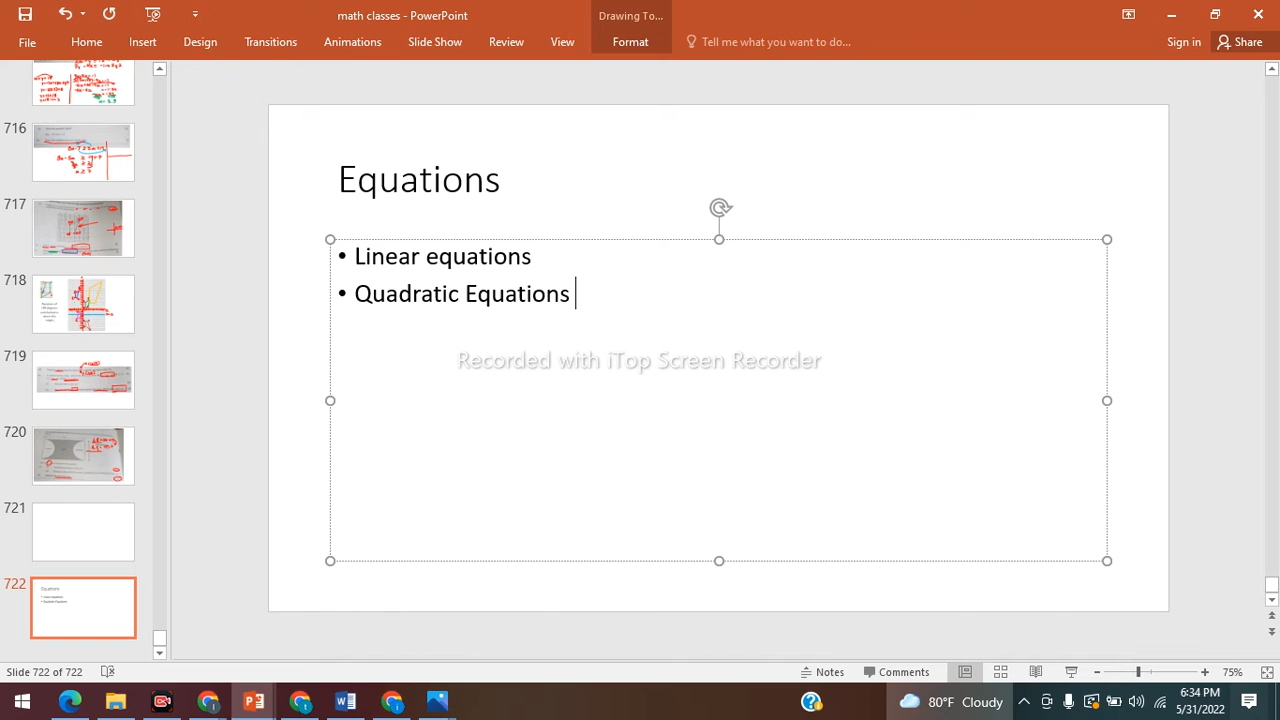 math classes - PowerPoint
Drawing To...
File Home Insert Design Transitions Animations Slide Show Review View Format Tell me what you want to do... Sign in Share
716
717
718
719
720
721
722
Equations
• Linear equations
• Quadratic Equations
Recorded with iTop Screen Recorder
Slide 722 of 722
Notes Comments 75%
80°F Cloudy
6:34 PM
5/31/2022